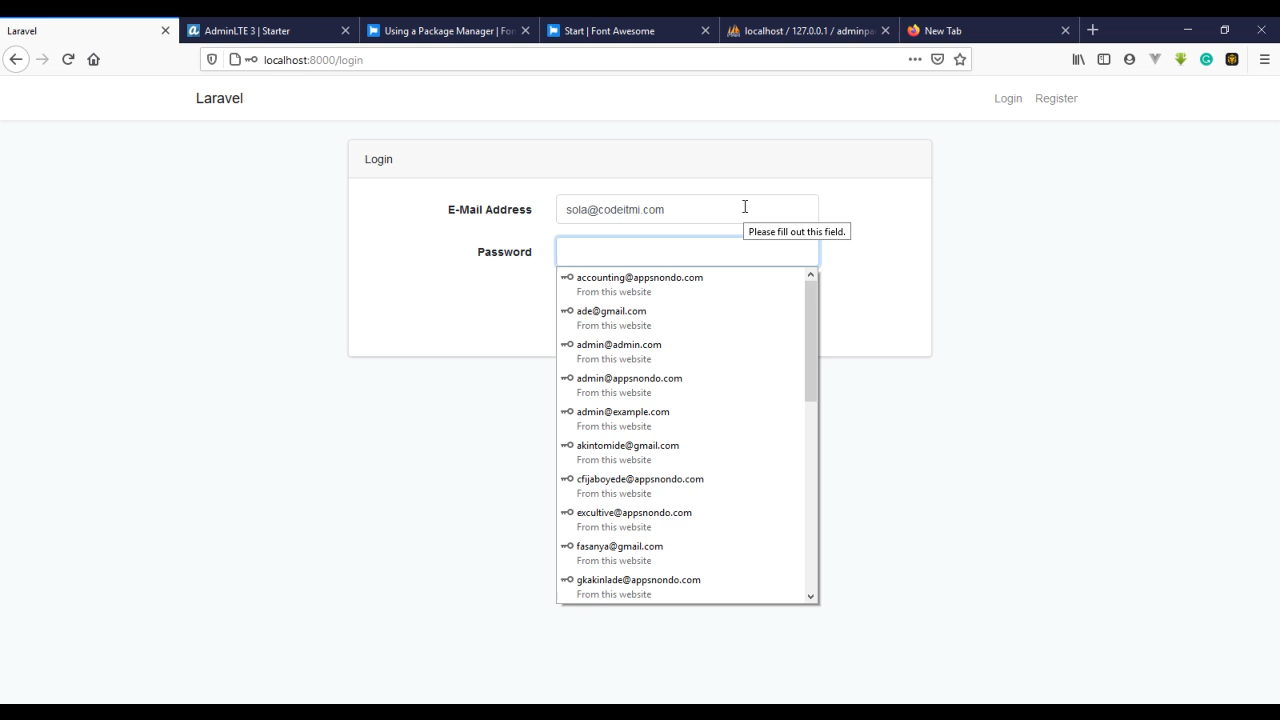 Laravel
AdminLTE 3 | Starter
Using a Package Manager | Fon
Start | Font Awesome
localhost / 127.0.0.1 / adminpa
New Tab
localhost:8000/login
Laravel
Login
Register
Login
E-Mail Address
sola@codeitmi.com
Please fill out this field.
Password
accounting@appsnondo.com
From this website
ade@gmail.com
From this website
admin@admin.com
From this website
admin@appsnondo.com
From this website
admin@example.com
From this website
akintomide@gmail.com
From this website
cfijaboyede@appsnondo.com
From this website
excultive@appsnondo.com
From this website
fasanya@gmail.com
From this website
gkakinlade@appsnondo.com
From this website